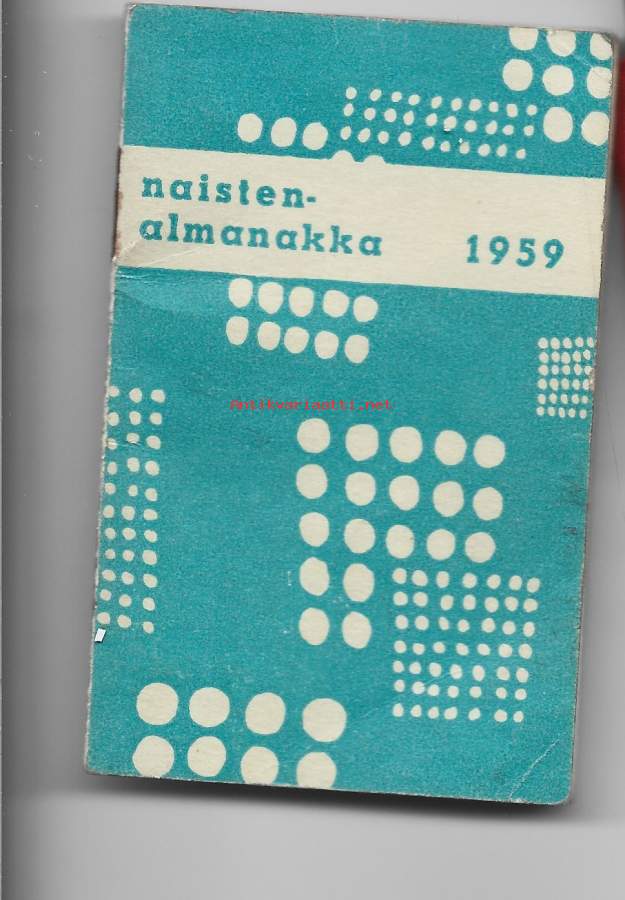 naisten-
almanakka 1959
Antikvariaatti.net